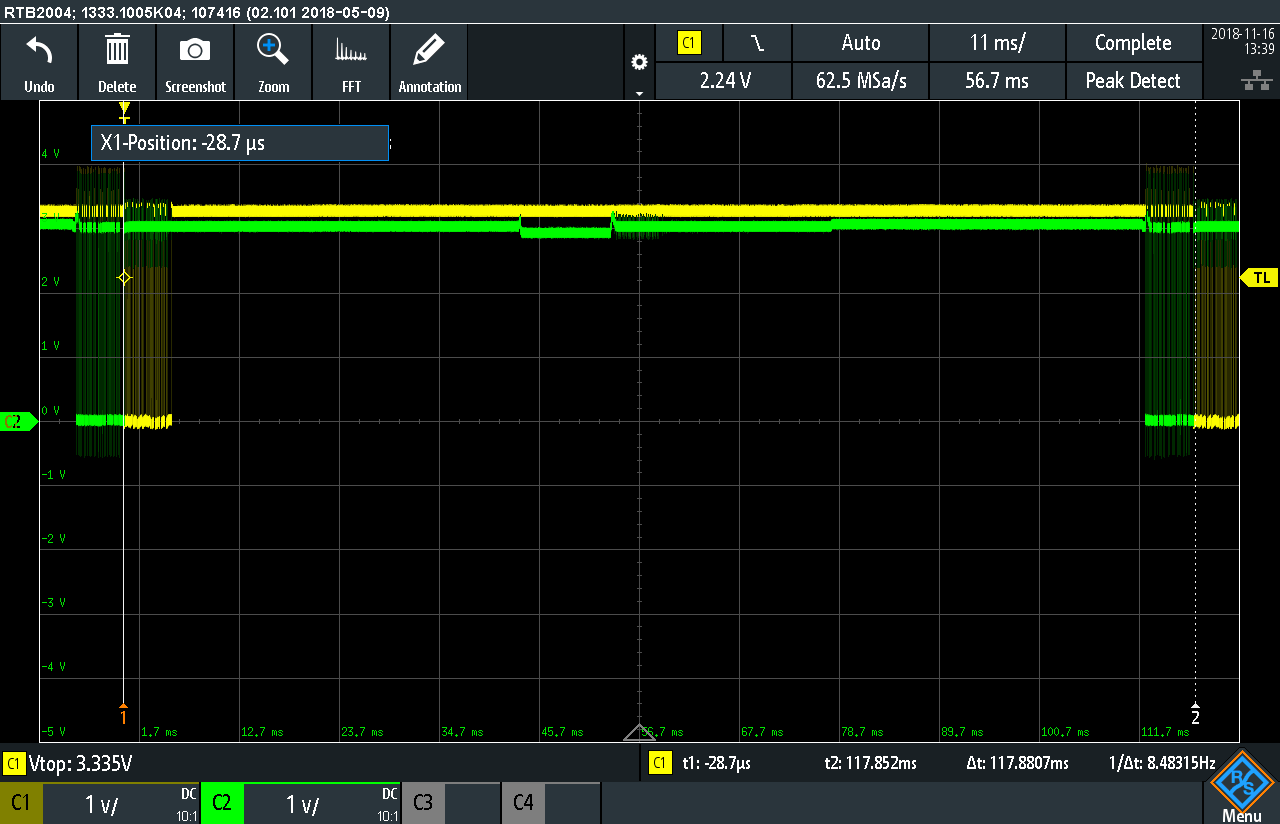 RTB2004; 1333.1005K04; 107416 (02.101 2018-05-09)
Undo
Delete
Screenshot
Zoom
FFT
Annotation
C1
Auto
11 ms/
Complete
2018-11-16
13:39
2.24 V
62.5 MSa/s
56.7 ms
Peak Detect
X1-Position: -28.7 µs
4 V
2 V
TL
1 V
0 V
C2
-1 V
-2 V
-3 V
-4 V
-5 V
1
2
1.7 ms
12.7 ms
23.7 ms
34.7 ms
45.7 ms
56.7 ms
67.7 ms
78.7 ms
89.7 ms
100.7 ms
111.7 ms
C1 Vtop: 3.335V
C1 t1: -28.7µs t2: 117.852ms Δt: 117.8807ms 1/Δt: 8.48315Hz
C1 1 V/ DC 10:1
C2 1 V/ DC 10:1
C3
C4
R S
Menu